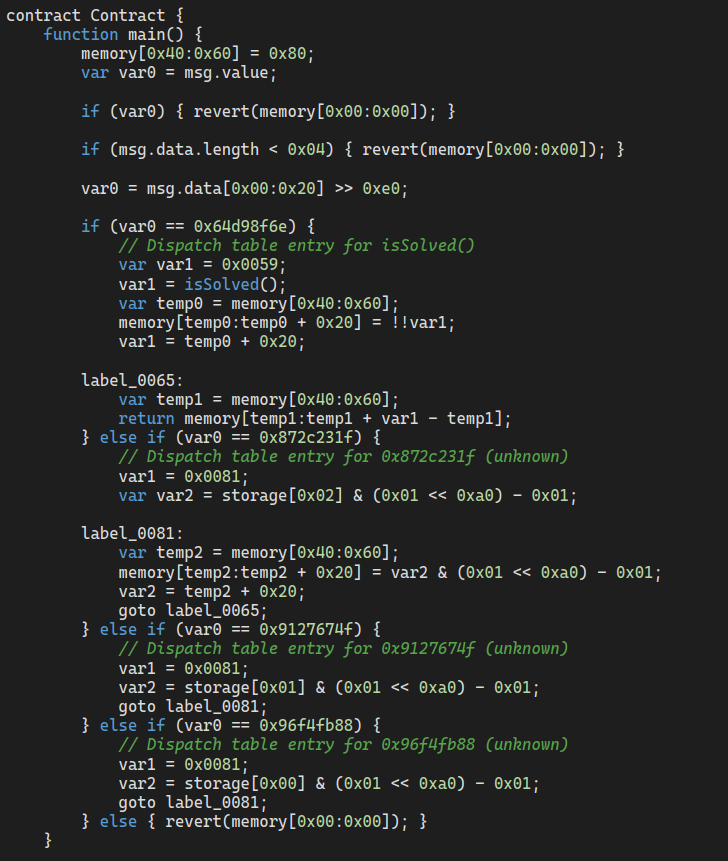 contract Contract {
    function main() {
        memory[0x40:0x60] = 0x80;
        var var0 = msg.value;

        if (var0) { revert(memory[0x00:0x00]); }

        if (msg.data.length < 0x04) { revert(memory[0x00:0x00]); }

        var0 = msg.data[0x00:0x20] >> 0xe0;

        if (var0 == 0x64d98f6e) {
            // Dispatch table entry for isSolved()
            var var1 = 0x0059;
            var1 = isSolved();
            var temp0 = memory[0x40:0x60];
            memory[temp0:temp0 + 0x20] = !!var1;
            var1 = temp0 + 0x20;

        label_0065:
            var temp1 = memory[0x40:0x60];
            return memory[temp1:temp1 + var1 - temp1];
        } else if (var0 == 0x872c231f) {
            // Dispatch table entry for 0x872c231f (unknown)
            var1 = 0x0081;
            var var2 = storage[0x02] & (0x01 << 0xa0) - 0x01;

        label_0081:
            var temp2 = memory[0x40:0x60];
            memory[temp2:temp2 + 0x20] = var2 & (0x01 << 0xa0) - 0x01;
            var2 = temp2 + 0x20;
            goto label_0065;
        } else if (var0 == 0x9127674f) {
            // Dispatch table entry for 0x9127674f (unknown)
            var1 = 0x0081;
            var2 = storage[0x01] & (0x01 << 0xa0) - 0x01;
            goto label_0081;
        } else if (var0 == 0x96f4fb88) {
            // Dispatch table entry for 0x96f4fb88 (unknown)
            var1 = 0x0081;
            var2 = storage[0x00] & (0x01 << 0xa0) - 0x01;
            goto label_0081;
        } else { revert(memory[0x00:0x00]); }
    }